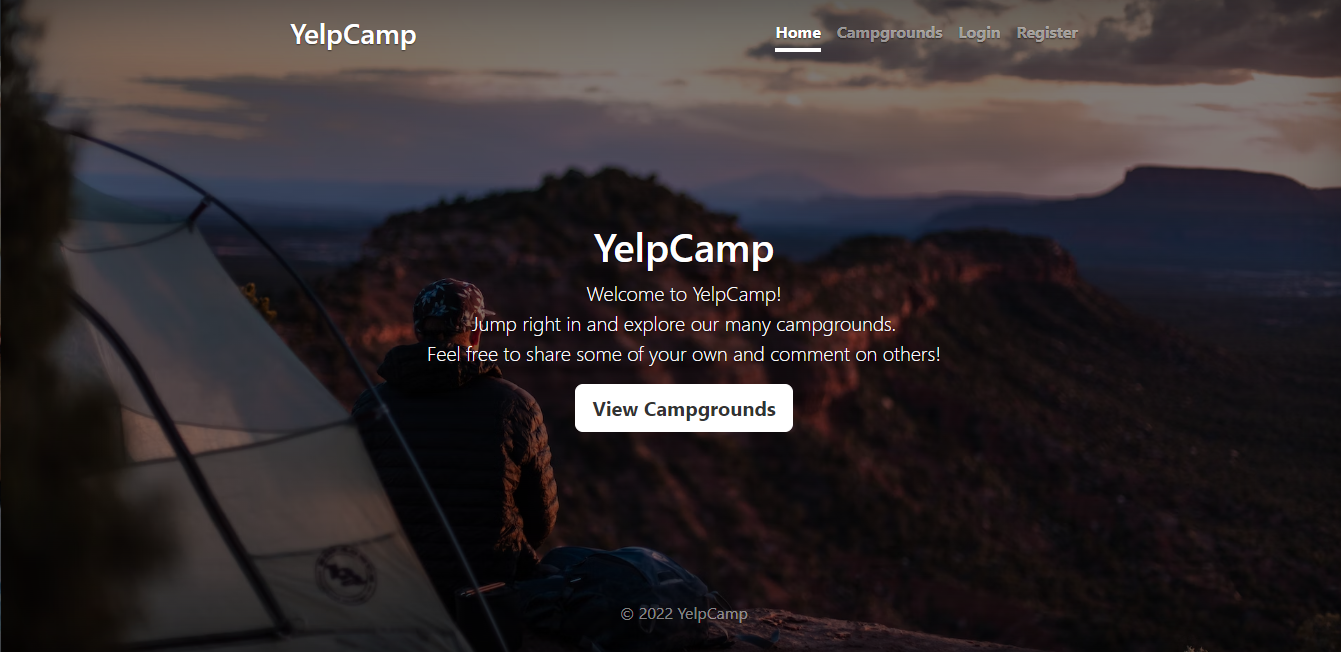 YelpCamp
Home Campgrounds Login Register
YelpCamp
Welcome to YelpCamp!
Jump right in and explore our many campgrounds.
Feel free to share some of your own and comment on others!
View Campgrounds
© 2022 YelpCamp